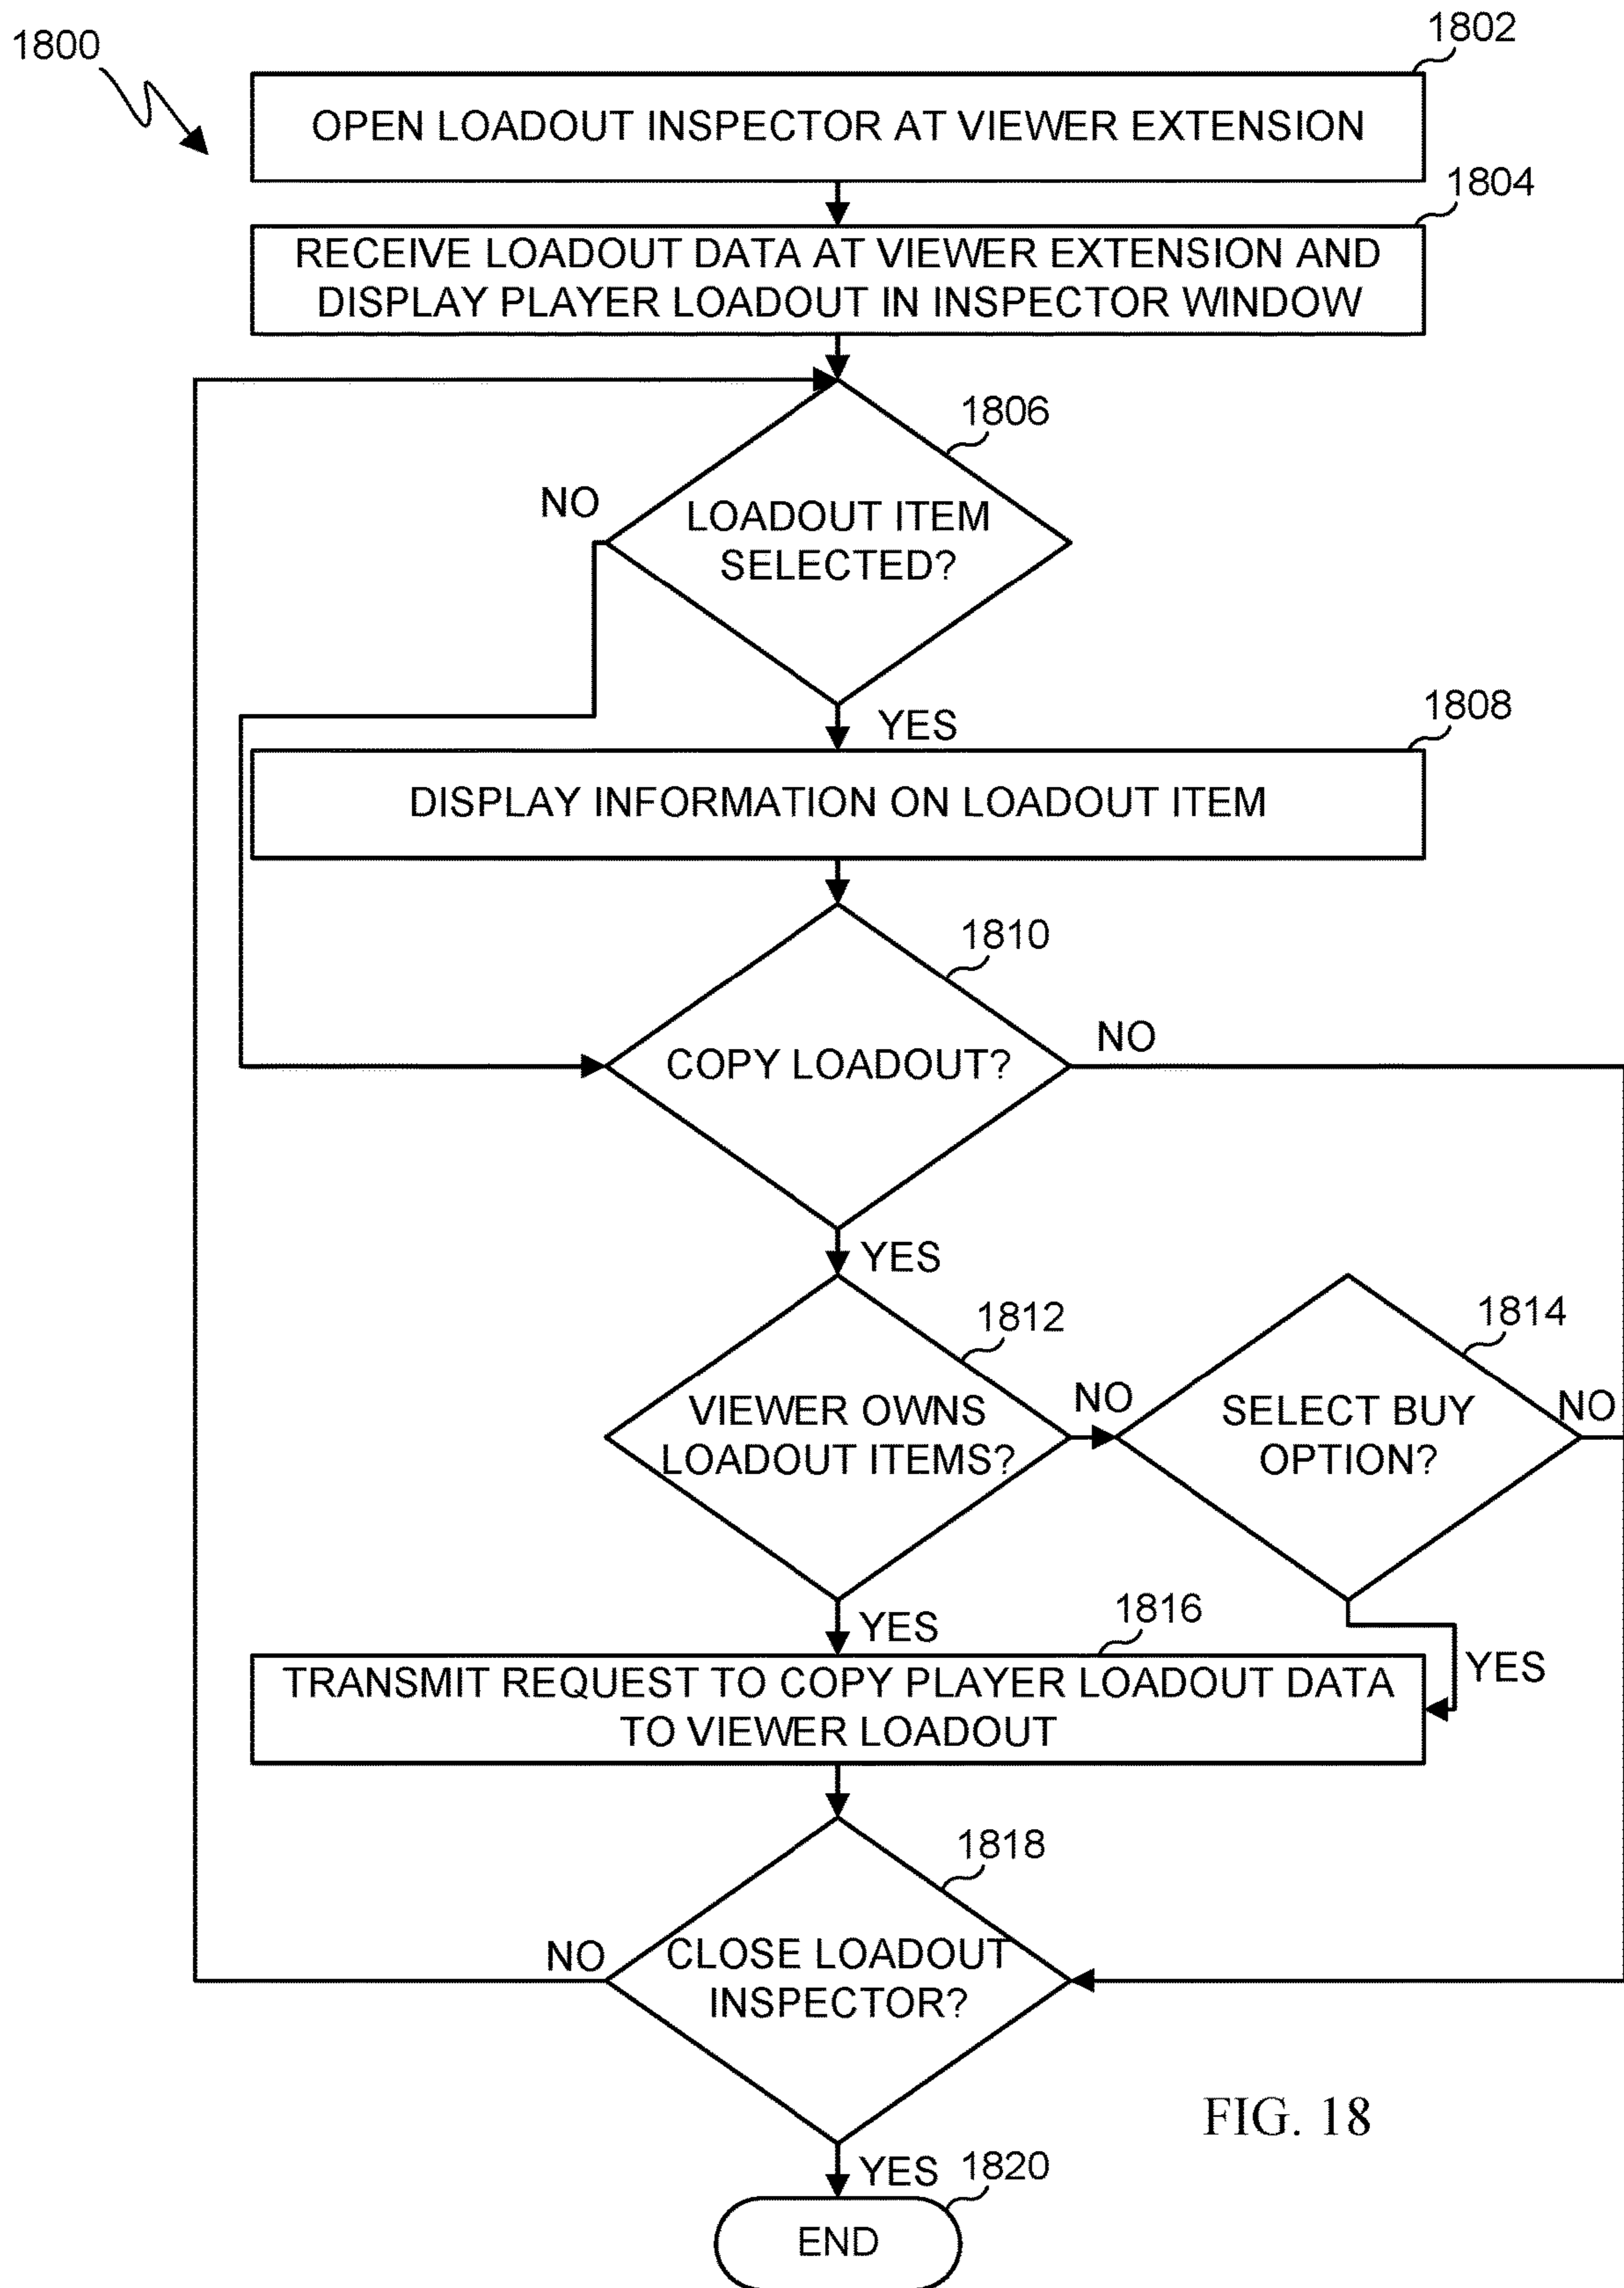 1800
1802
OPEN LOADOUT INSPECTOR AT VIEWER EXTENSION
1804
RECEIVE LOADOUT DATA AT VIEWER EXTENSION AND
DISPLAY PLAYER LOADOUT IN INSPECTOR WINDOW
1806
NO
LOADOUT ITEM
SELECTED?
YES
1808
DISPLAY INFORMATION ON LOADOUT ITEM
1810
COPY LOADOUT?
NO
YES
1812
VIEWER OWNS
LOADOUT ITEMS?
NO
1814
SELECT BUY
OPTION?
NO
YES
YES
1816
TRANSMIT REQUEST TO COPY PLAYER LOADOUT DATA
TO VIEWER LOADOUT
1818
NO
CLOSE LOADOUT
INSPECTOR?
YES
1820
END
FIG. 18